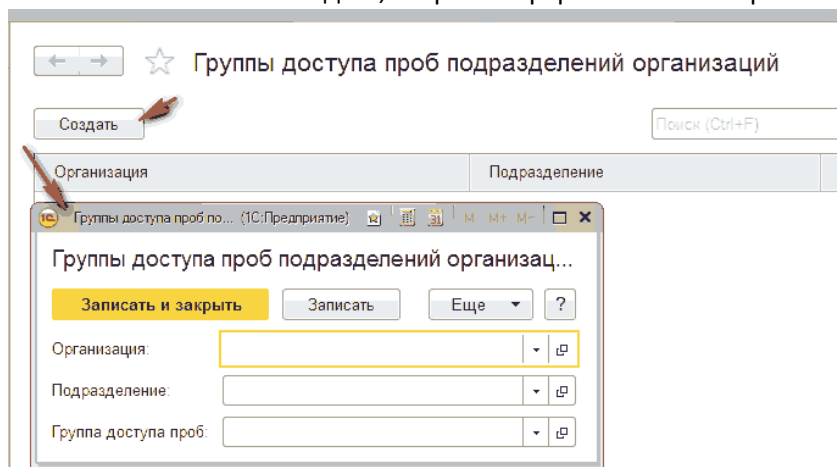 Группы доступа проб подразделений организаций
Создать
Поиск (Ctrl+F)
Организация Подразделение
Группы доступа проб по... (1С:Предприятие) M M+ M-
Группы доступа проб подразделений организац...
Записать и закрыть Записать Еще ?
Организация:
Подразделение:
Группа доступа проб: